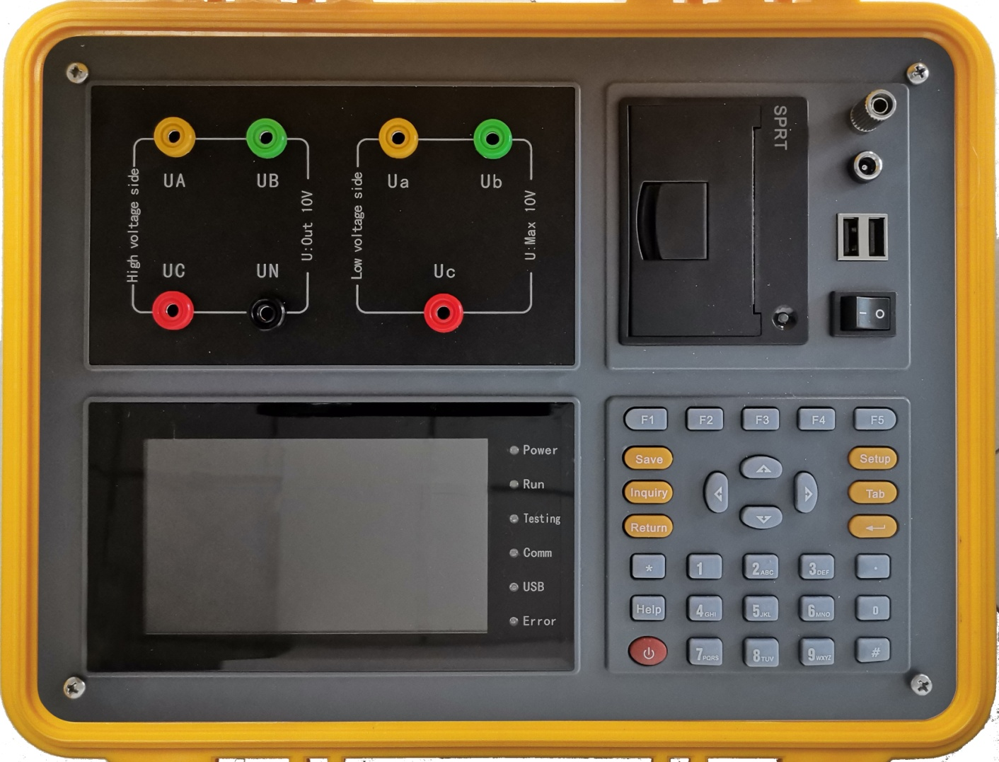 UA
UB
UC
UN
High voltage side
U:Out 10V
Ua
Ub
Uc
Low voltage side
U:Max 10V
SPRT
Power
Run
Testing
Comm
USB
Error
F1 F2 F3 F4 F5
Save Setup
Inquiry Tab
Return
* 1 2ABC 3DEF .
Help 4GHI 5JKL 6MNO 0
7PQRS 8TUV 9WXYZ #